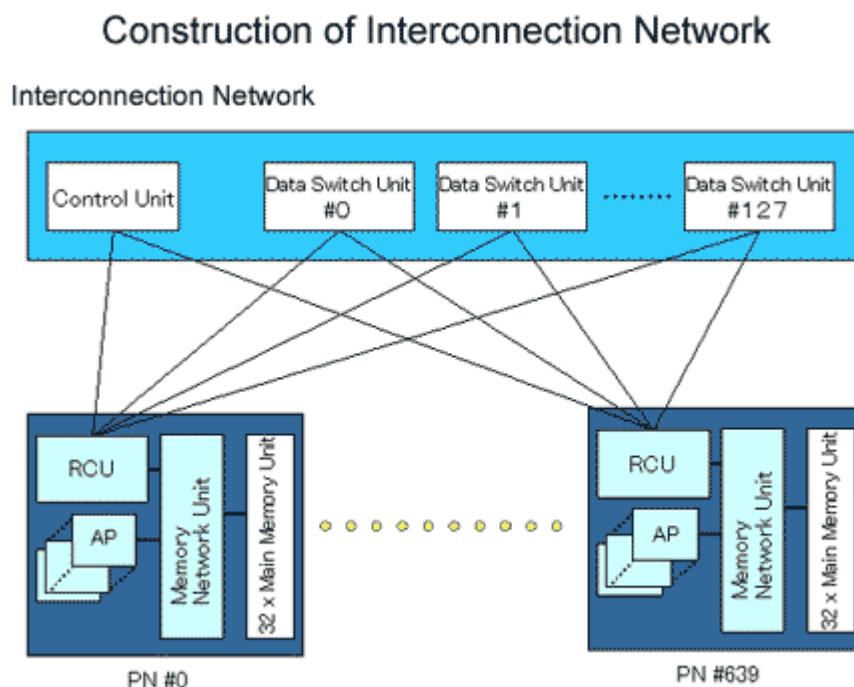 Construction of Interconnection Network
Interconnection Network
Control Unit
Data Switch Unit
#0
Data Switch Unit
#1
Data Switch Unit
#127
RCU
AP
Memory
Network Unit
32 x Main Memory Unit
PN #0
RCU
AP
Memory
Network Unit
32 x Main Memory Unit
PN #639